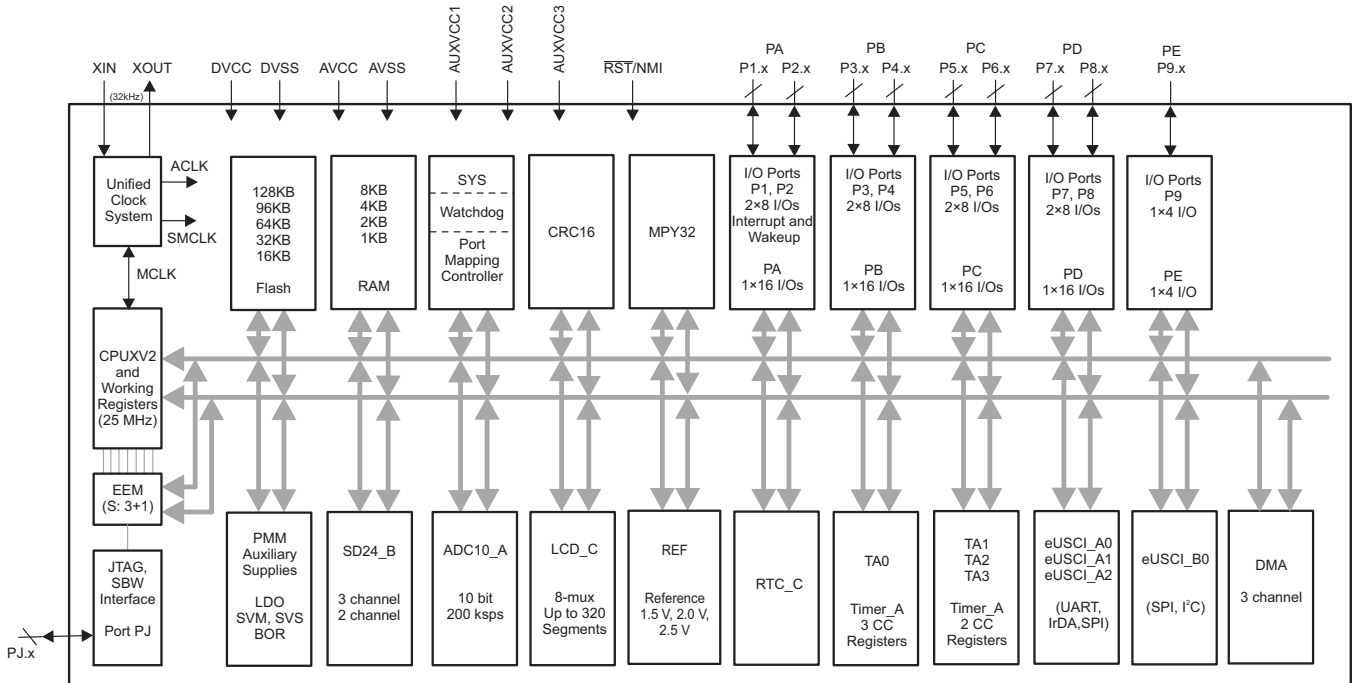 XIN
XOUT
(32kHz)
DVCC
DVSS
AVCC
AVSS
AUXVCC1
AUXVCC2
AUXVCC3
RST/NMI
PA
P1.x
P2.x
PB
P3.x
P4.x
PC
P5.x
P6.x
PD
P7.x
P8.x
PE
P9.x
Unified
Clock
System
ACLK
SMCLK
MCLK
128KB
96KB
64KB
32KB
16KB
Flash
8KB
4KB
2KB
1KB
RAM
SYS
Watchdog
Port
Mapping
Controller
CRC16
MPY32
I/O Ports
P1, P2
2×8 I/Os
Interrupt and
Wakeup
PA
1×16 I/Os
I/O Ports
P3, P4
2×8 I/Os
PB
1×16 I/Os
I/O Ports
P5, P6
2×8 I/Os
PC
1×16 I/Os
I/O Ports
P7, P8
2×8 I/Os
PD
1×16 I/Os
I/O Ports
P9
1×4 I/O
PE
1×4 I/O
CPUXV2
and
Working
Registers
(25 MHz)
EEM
(S: 3+1)
JTAG,
SBW
Interface
Port PJ
PJ.x
PMM
Auxiliary
Supplies
LDO
SVM, SVS
BOR
SD24_B
3 channel
2 channel
ADC10_A
10 bit
200 ksps
LCD_C
8-mux
Up to 320
Segments
REF
Reference
1.5 V, 2.0 V,
2.5 V
RTC_C
TA0
Timer_A
3 CC
Registers
TA1
TA2
TA3
Timer_A
2 CC
Registers
eUSCI_A0
eUSCI_A1
eUSCI_A2
(UART,
IrDA,SPI)
eUSCI_B0
(SPI, I²C)
DMA
3 channel